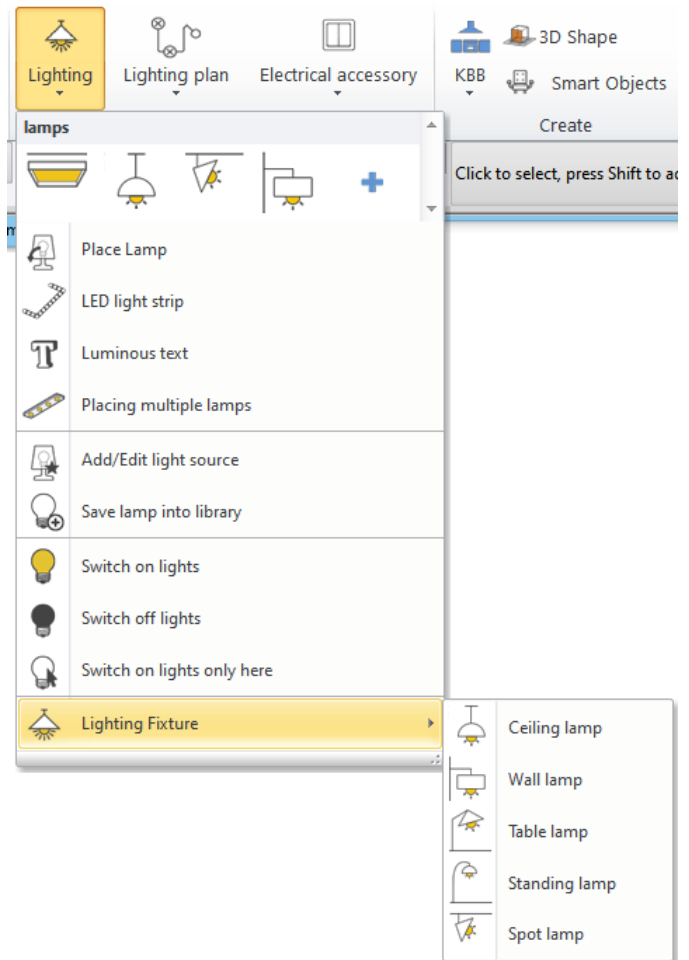 Lighting
Lighting plan
Electrical accessory
KBB
3D Shape
Smart Objects
Create
lamps
Click to select, press Shift to
Place Lamp
LED light strip
Luminous text
Placing multiple lamps
Add/Edit light source
Save lamp into library
Switch on lights
Switch off lights
Switch on lights only here
Lighting Fixture
Ceiling lamp
Wall lamp
Table lamp
Standing lamp
Spot lamp